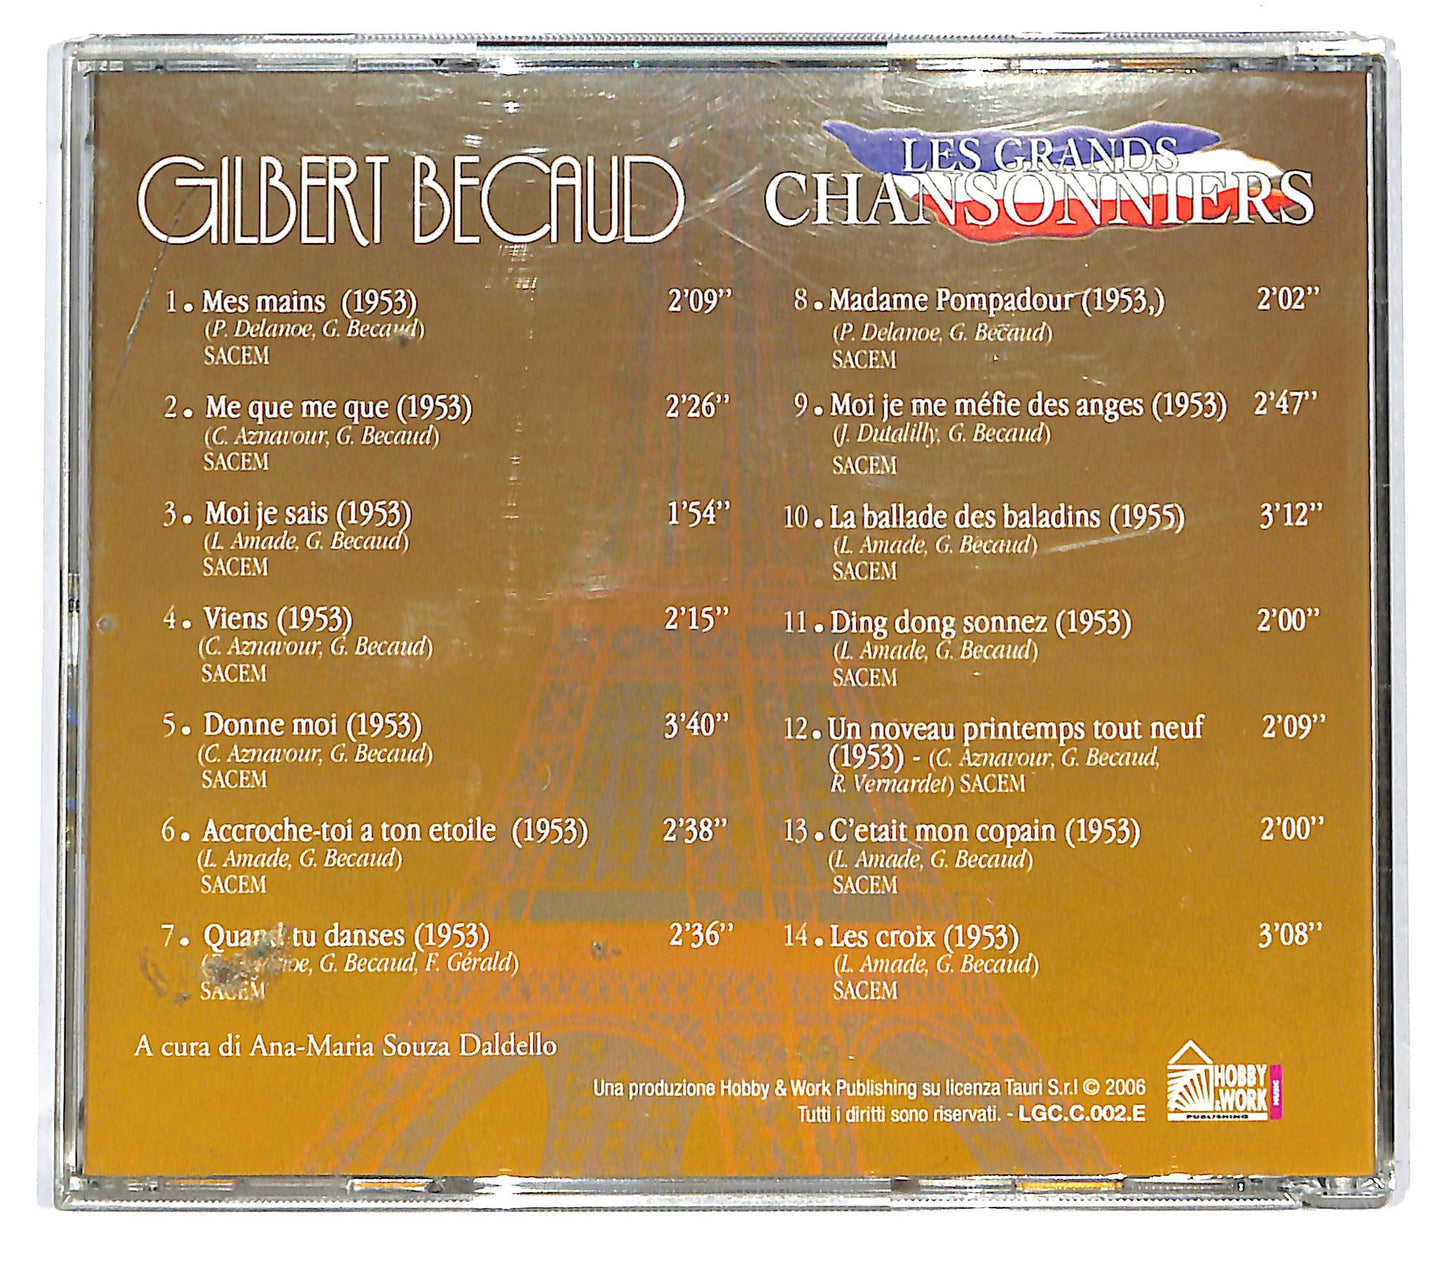 GILBERT BECAUD
LES GRANDS
CHANSONNIERS
1. Mes mains (1953) 2'09''
(P. Delanoe, G. Becaud)
SACEM
2. Me que me que (1953) 2'26''
(C. Aznavour, G. Becaud)
SACEM
3. Moi je sais (1953) 1'54''
(L. Amade, G. Becaud)
SACEM
4. Viens (1953) 2'15''
(C. Aznavour, G. Becaud)
SACEM
5. Donne moi (1953) 3'40''
(C. Aznavour, G. Becaud)
SACEM
6. Accroche-toi a ton etoile (1953) 2'38''
(L. Amade, G. Becaud)
SACEM
7. Quand tu danses (1953) 2'36''
G. Becaud, F. Gérald)
SACEM
8. Madame Pompadour (1953,) 2'02''
(P. Delanoe, G. Becaud)
SACEM
9. Moi je me méfie des anges (1953) 2'47''
(J. Dutalilly, G. Becaud)
SACEM
10. La ballade des baladins (1955) 3'12''
(L. Amade, G. Becaud)
SACEM
11. Ding dong sonnez (1953) 2'00''
(L. Amade, G. Becaud)
SACEM
12. Un noveau printemps tout neuf 2'09''
(1953) - (C. Aznavour, G. Becaud,
R. Vernardet) SACEM
13. C'etait mon copain (1953) 2'00''
(L. Amade, G. Becaud)
SACEM
14. Les croix (1953) 3'08''
(L. Amade, G. Becaud)
SACEM
A cura di Ana-Maria Souza Daldello
Una produzione Hobby & Work Publishing su licenza Tauri S.r.l © 2006
Tutti i diritti sono riservati. - LGC.C.002.E
HOBBY
& WORK
PUBLISHING
MUSIC